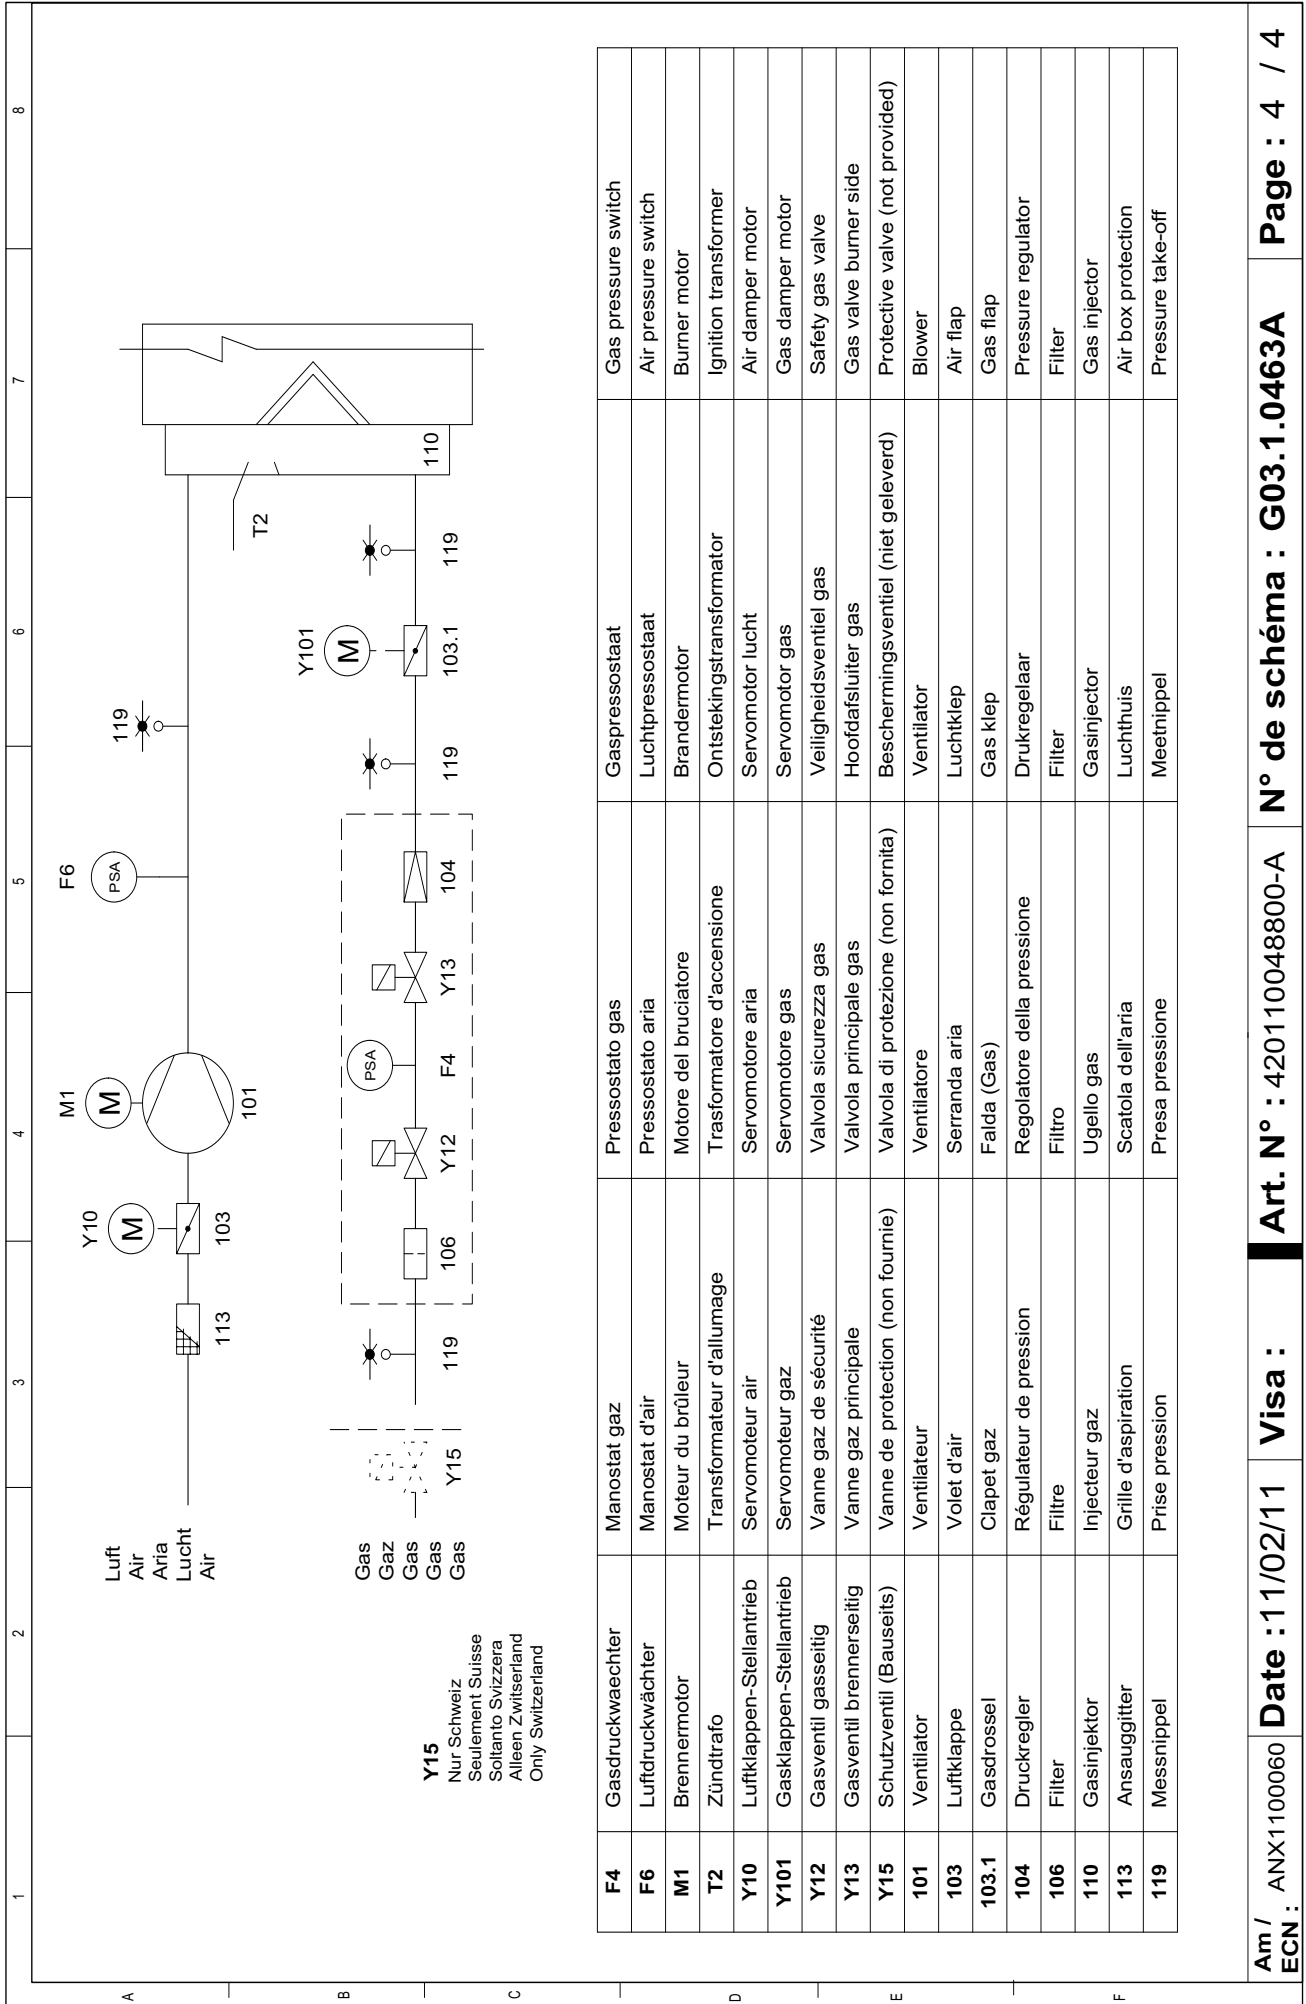 1 2 3 4 5 6 7 8
A
B
C
D
E
F
Luft
Air
Aria
Lucht
Air
113
Y10
M
103
M1
M
101
F6
PSA
119
T2
110
Gas
Gaz
Gas
Gas
Gas
Y15
119
106
Y12
PSA
F4
Y13
104
119
Y101
M
103.1
119
Y15
Nur Schweiz
Seulement Suisse
Soltanto Svizzera
Alleen Zwitserland
Only Switzerland
F4 Gasdruckwaechter Manostat gaz Pressostato gas Gaspressostaat Gas pressure switch
F6 Luftdruckwächter Manostat d'air Pressostato aria Luchtpressostaat Air pressure switch
M1 Brennermotor Moteur du brûleur Motore del bruciatore Brandermotor Burner motor
T2 Zündtrafo Transformateur d'allumage Trasformatore d'accensione Ontstekingstransformator Ignition transformer
Y10 Luftklappen-Stellantrieb Servomoteur air Servomotore aria Servomotor lucht Air damper motor
Y101 Gasklappen-Stellantrieb Servomoteur gaz Servomotore gas Servomotor gas Gas damper motor
Y12 Gasventil gasseitig Vanne gaz de sécurité Valvola sicurezza gas Veiligheidsventiel gas Safety gas valve
Y13 Gasventil brennerseitig Vanne gaz principale Valvola principale gas Hoofdafsluiter gas Gas valve burner side
Y15 Schutzventil (Bauseits) Vanne de protection (non fournie) Valvola di protezione (non fornita) Beschermingsventiel (niet geleverd) Protective valve (not provided)
101 Ventilator Ventilateur Ventilatore Ventilator Blower
103 Luftklappe Volet d'air Serranda aria Luchtklep Air flap
103.1 Gasdrossel Clapet gaz Falda (Gas) Gas klep Gas flap
104 Druckregler Régulateur de pression Regolatore della pressione Drukregelaar Pressure regulator
106 Filter Filtre Filtro Filter Filter
110 Gasinjektor Injecteur gaz Ugello gas Gasinjector Gas injector
113 Ansauggitter Grille d'aspiration Scatola dell'aria Luchthuis Air box protection
119 Messnippel Prise pression Presa pressione Meetnippel Pressure take-off
Am / ECN : ANX1100060 Date :11/02/11 Visa : Art. N° : 420110048800-A N° de schéma : G03.1.0463A Page : 4 / 4